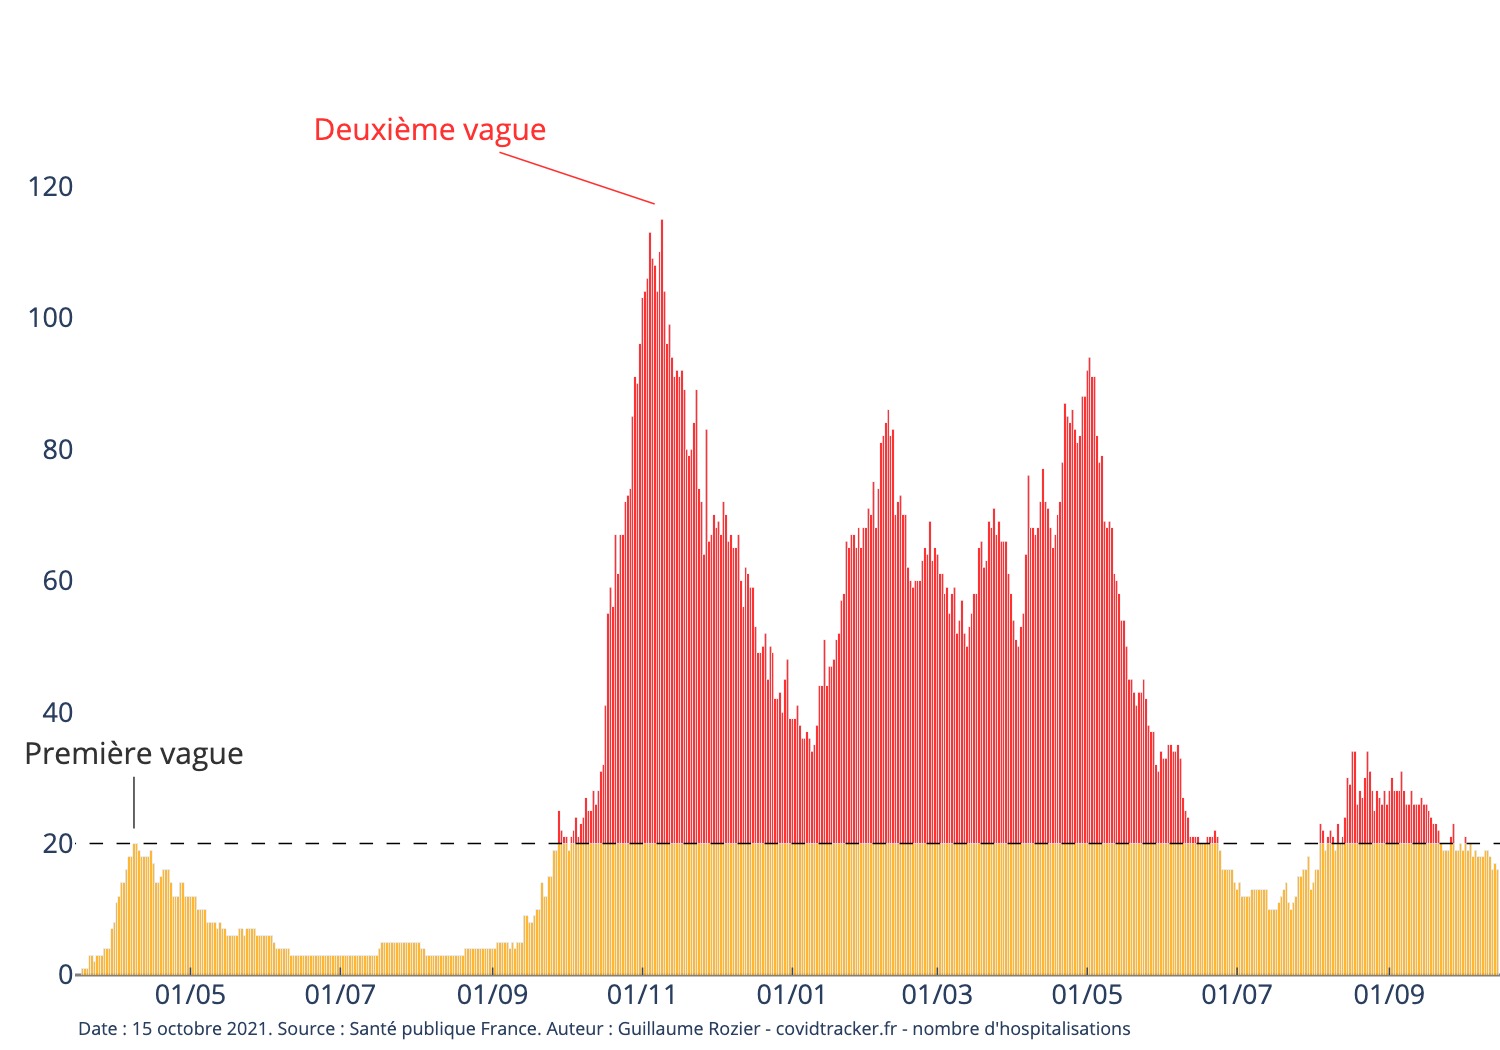 Deuxième vague
120
100
80
60
40
Première vague
20
0
01/05 01/07 01/09 01/11 01/01 01/03 01/05 01/07 01/09
Date : 15 octobre 2021. Source : Santé publique France. Auteur : Guillaume Rozier - covidtracker.fr - nombre d'hospitalisations